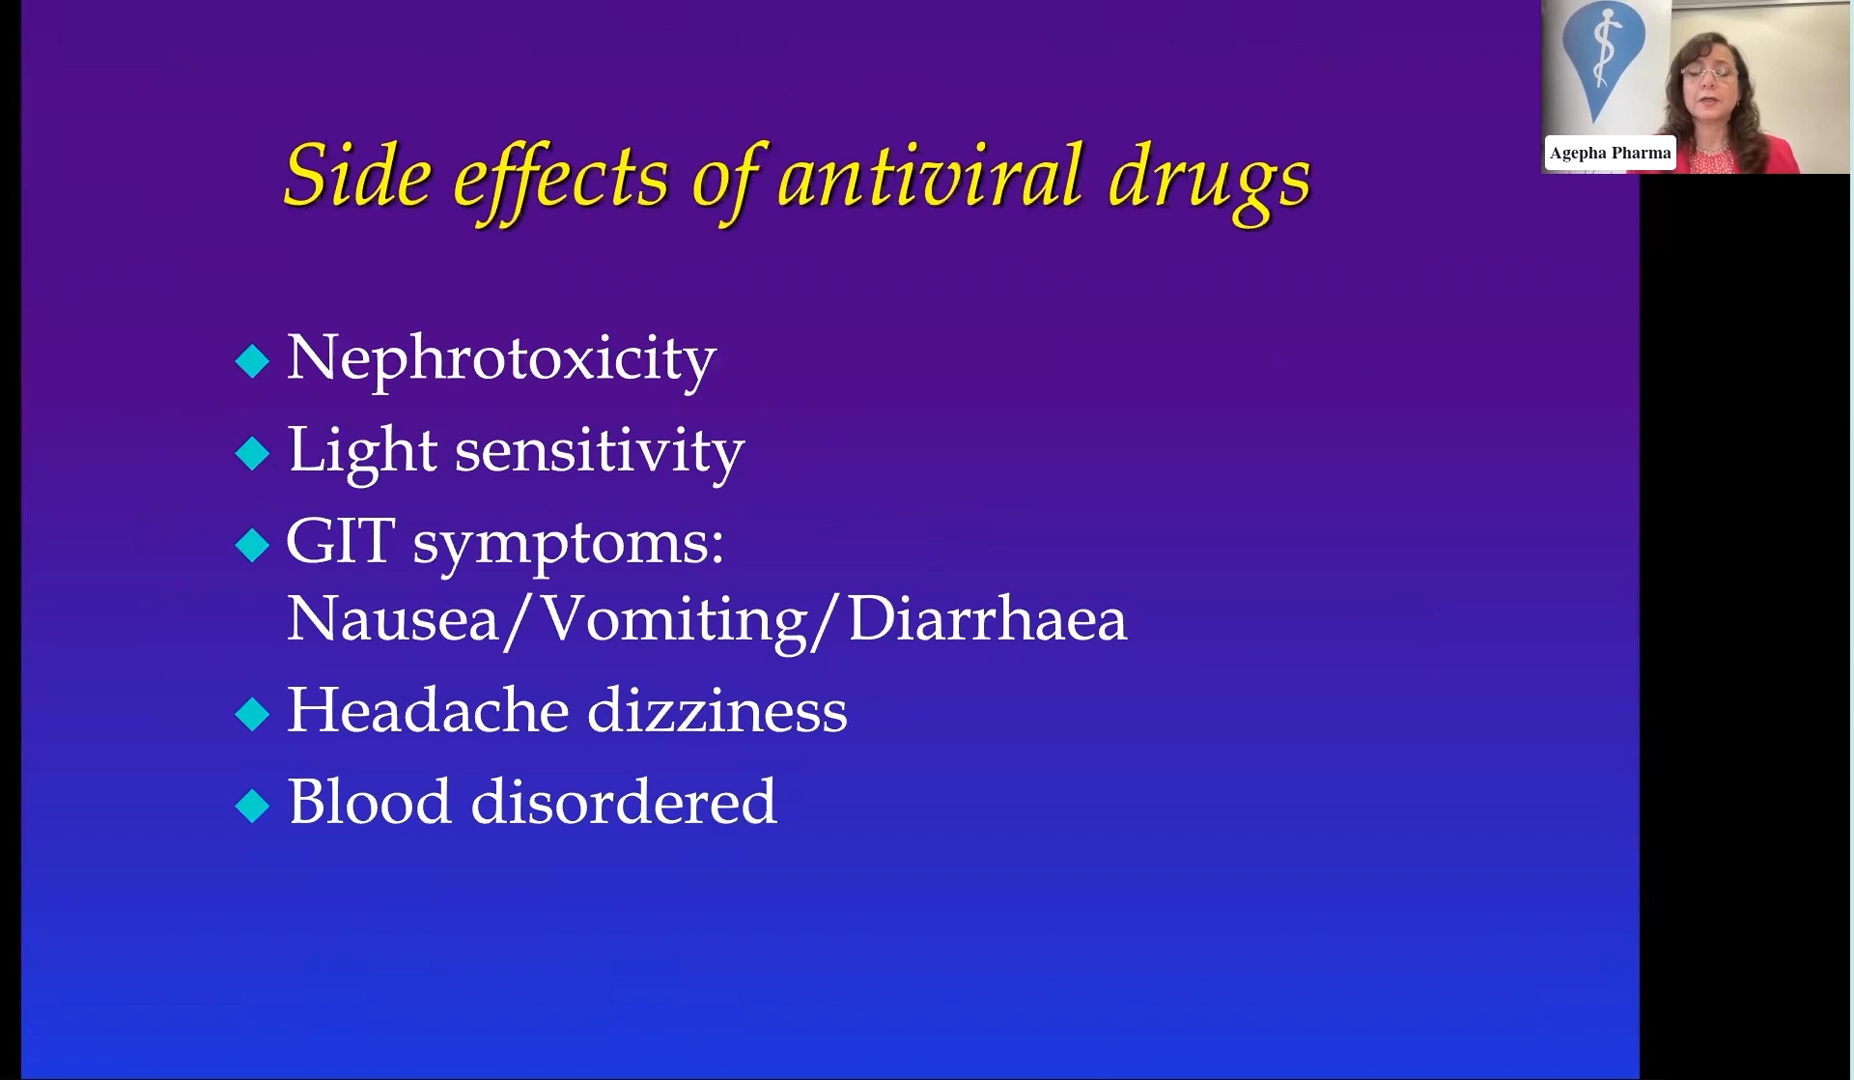 Side effects of antiviral drugs
Nephrotoxicity
Light sensitivity
GIT symptoms:
Nausea/Vomiting/Diarrhaea
Headache dizziness
Blood disordered
Agepha Pharma